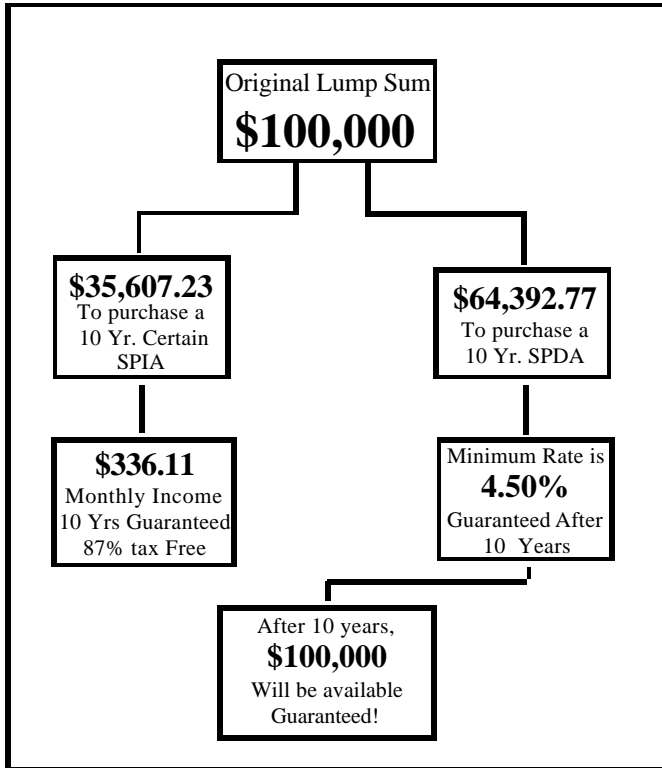 Original Lump Sum
$100,000
$35,607.23
To purchase a
10 Yr. Certain
SPIA
$64,392.77
To purchase a
10 Yr. SPDA
$336.11
Monthly Income
10 Yrs Guaranteed
87% tax Free
Minimum Rate is
4.50%
Guaranteed After
10 Years
After 10 years,
$100,000
Will be available
Guaranteed!